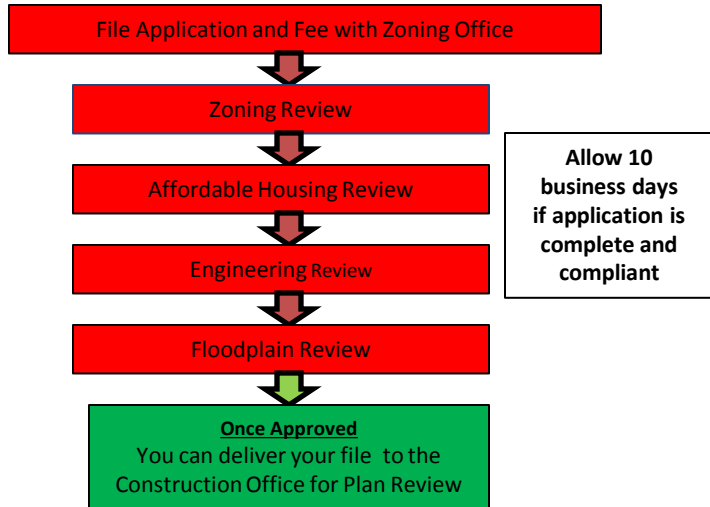 File Application and Fee with Zoning Office
Zoning Review
Affordable Housing Review
Allow 10
business days
if application is
complete and
compliant
Engineering Review
Floodplain Review
Once Approved
You can deliver your file to the
Construction Office for Plan Review